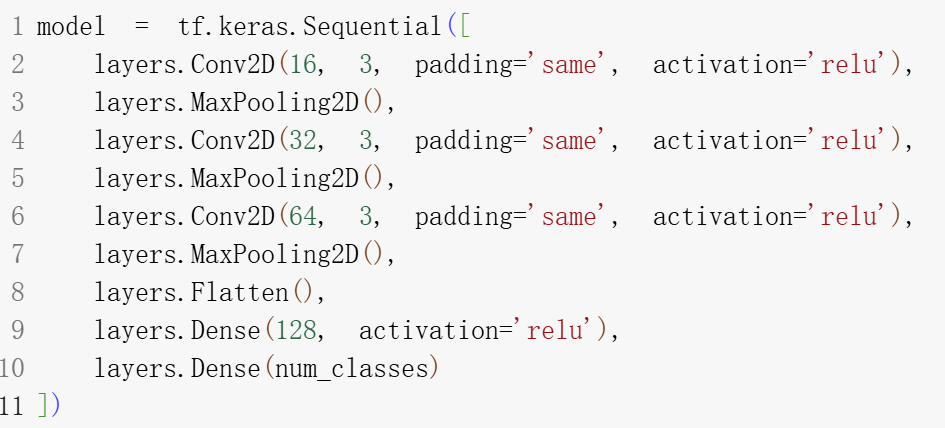 1 model = tf.keras.Sequential([
2 layers.Conv2D(16, 3, padding='same', activation='relu'),
3 layers.MaxPooling2D(),
4 layers.Conv2D(32, 3, padding='same', activation='relu'),
5 layers.MaxPooling2D(),
6 layers.Conv2D(64, 3, padding='same', activation='relu'),
7 layers.MaxPooling2D(),
8 layers.Flatten(),
9 layers.Dense(128, activation='relu'),
10 layers.Dense(num_classes)
11 ])